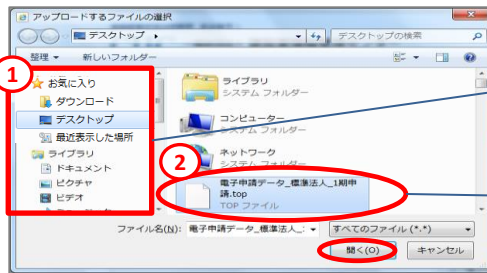 アップロードするファイルの選択
デスクトップ
デスクトップの検索
整理 新しいフォルダー
1
お気に入り
ダウンロード
デスクトップ
最近表示した場所
ライブラリ
ドキュメント
ピクチャ
ビデオ
ライブラリ
システム フォルダー
コンピューター
システム フォルダー
ネットワーク
システム フォルダー
2
電子申請データ_標準法人_1期申
請.top
TOP ファイル
ファイル名(N): 電子申請データ_標準法人_: すべてのファイル (*.*)
開く(O) キャンセル